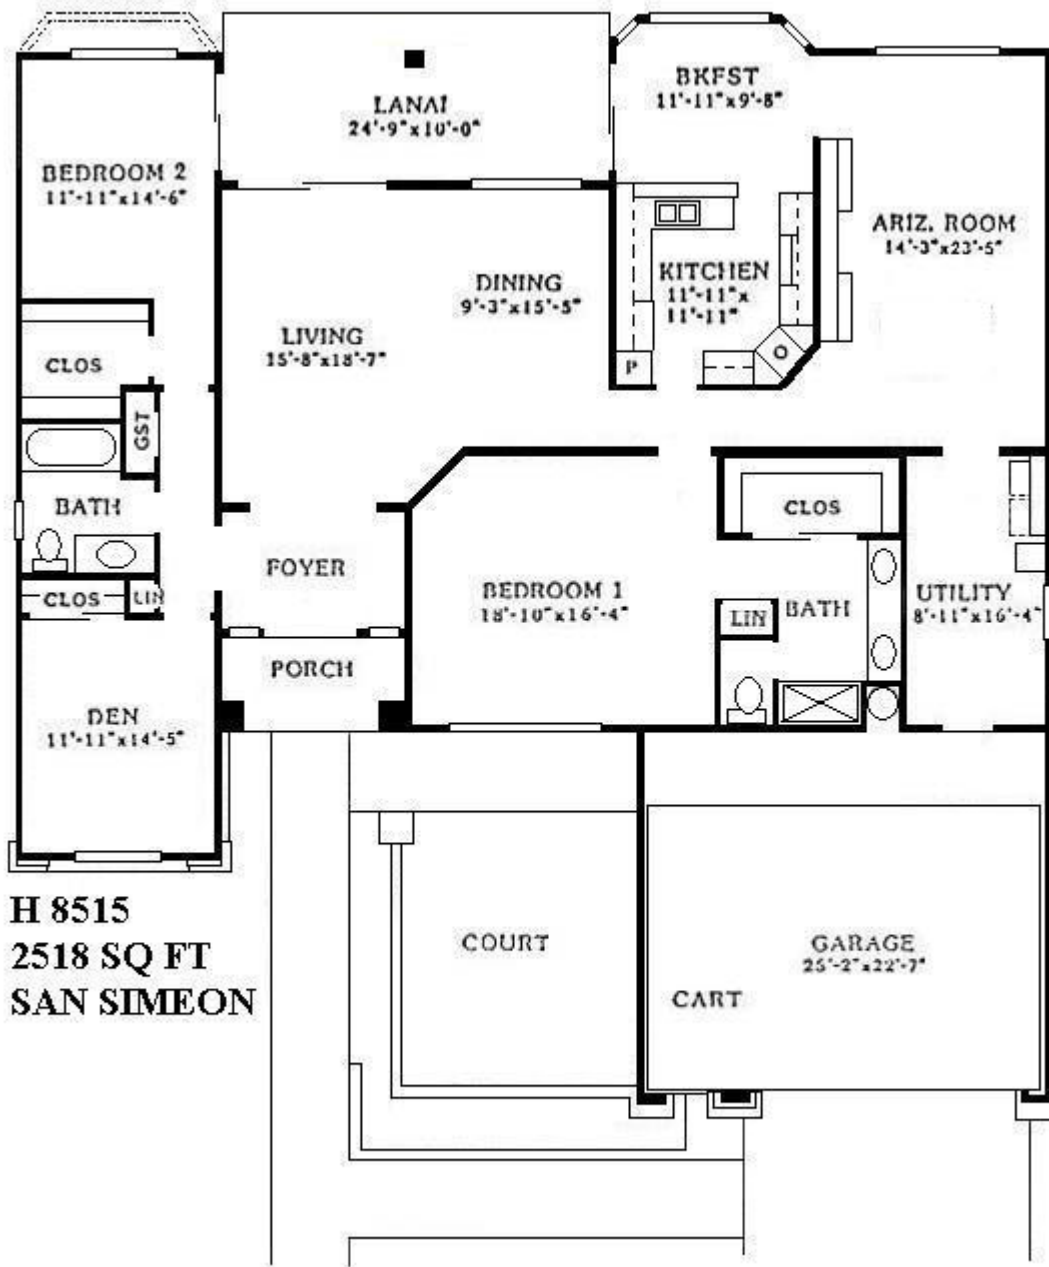 BKFST
11'-11"x9'-8"
LANAI
24'-9"x10'-0"
BEDROOM 2
11'-11"x14'-6"
ARIZ. ROOM
14'-3"x23'-5"
KITCHEN
11'-11"x
11'-11"
DINING
9'-3"x15'-5"
LIVING
15'-8"x18'-7"
CLOS
P
O
GST
BATH
CLOS
FOYER
BEDROOM 1
18'-10"x16'-4"
UTILITY
8'-11"x16'-4"
CLOS
LIN
LIN
BATH
PORCH
DEN
11'-11"x14'-5"
H 8515
2518 SQ FT
SAN SIMEON
COURT
GARAGE
25'-2"x22'-7"
CART